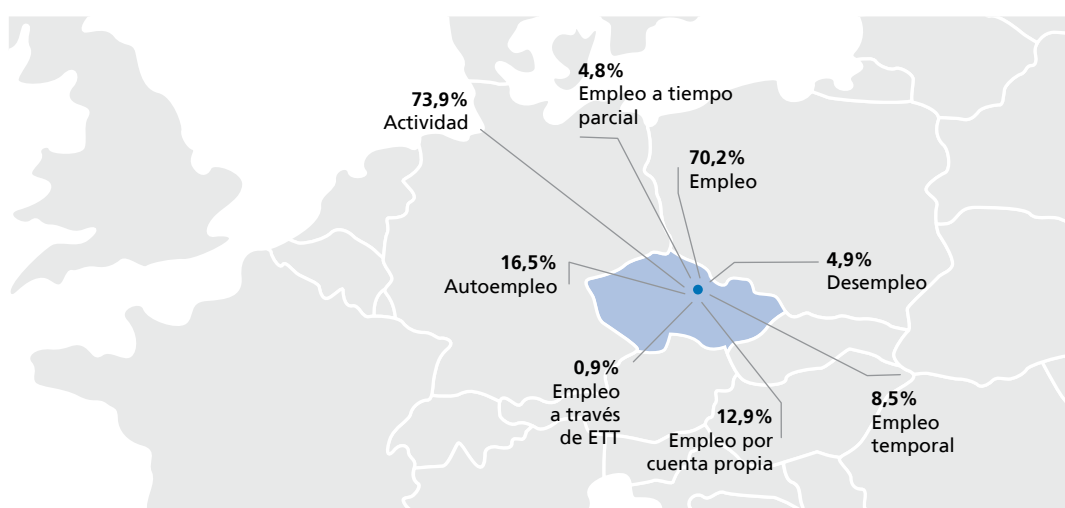 4,8%
Empleo a tiempo
parcial
73,9%
Actividad
70,2%
Empleo
16,5%
Autoempleo
4,9%
Desempleo
0,9%
Empleo
a través
de ETT
12,9%
Empleo por
cuenta propia
8,5%
Empleo
temporal